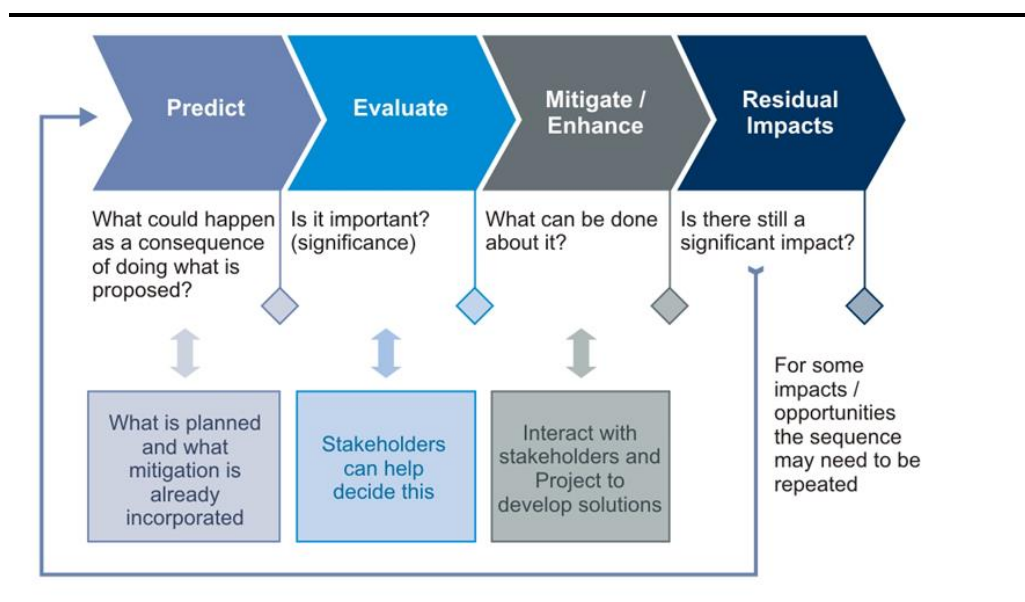 Predict
Evaluate
Mitigate /
Enhance
Residual
Impacts
What could happen
as a consequence
of doing what is
proposed?
Is it important?
(significance)
What can be done
about it?
Is there still a
significant impact?
What is planned
and what
mitigation is
already
incorporated
Stakeholders
can help
decide this
Interact with
stakeholders and
Project to
develop solutions
For some
impacts /
opportunities
the sequence
may need to be
repeated